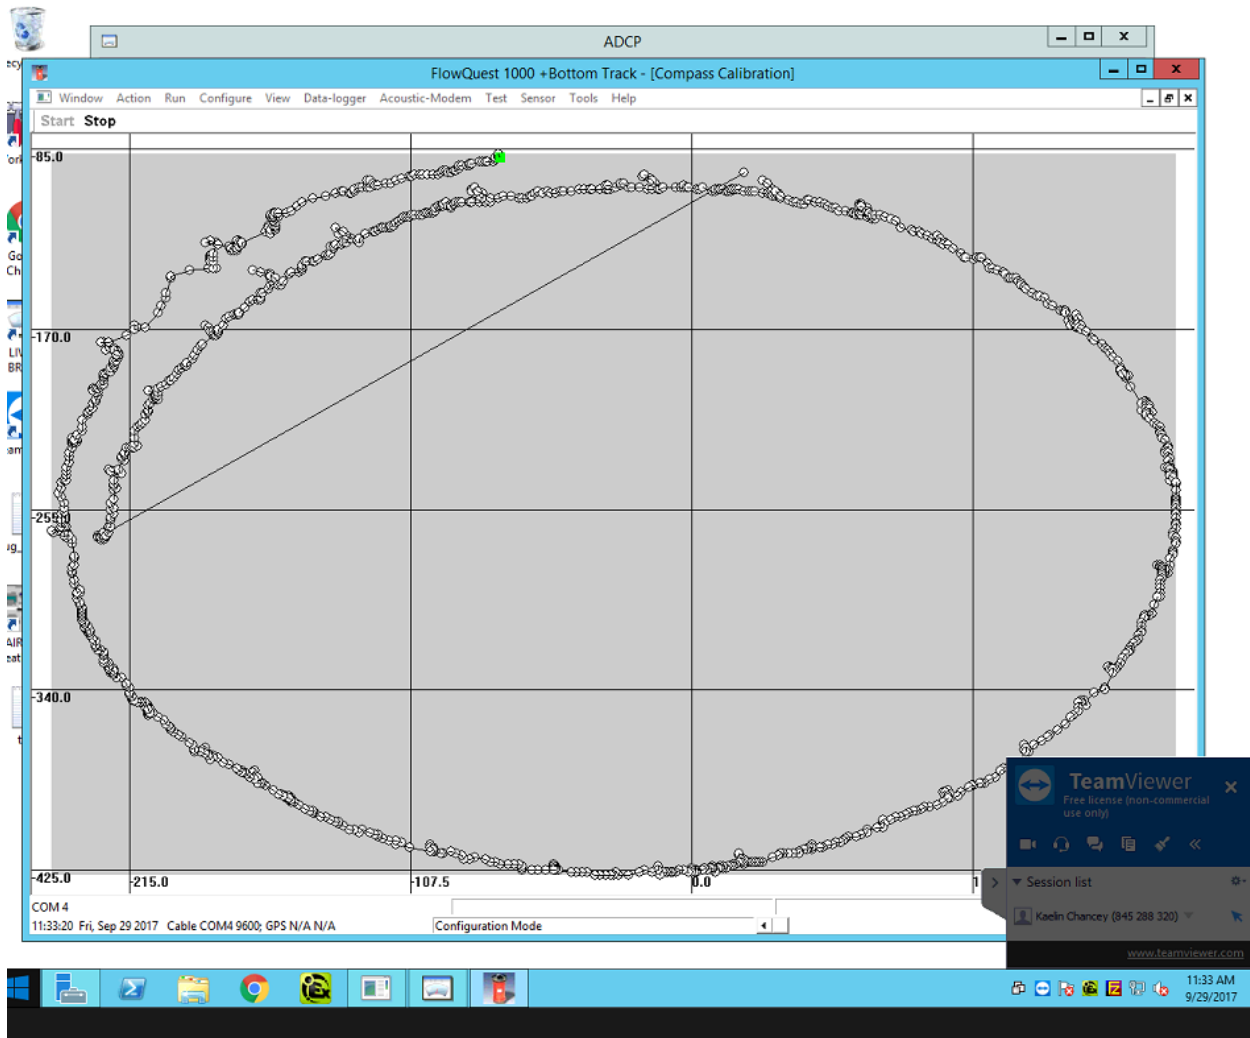 ADCP
FlowQuest 1000 +Bottom Track - [Compass Calibration]
Window Action Run Configure View Data-logger Acoustic-Modem Test Sensor Tools Help
Start Stop
-85.0
-170.0
-255.0
-340.0
-425.0
-215.0 -107.5 0.0 1
COM 4
11:33:20 Fri, Sep 29 2017 Cable COM4 9600; GPS N/A N/A Configuration Mode
TeamViewer
Free license (non-commercial
use only)
Session list
Kaelin Chancey (845 288 320)
www.teamviewer.com
11:33 AM
9/29/2017